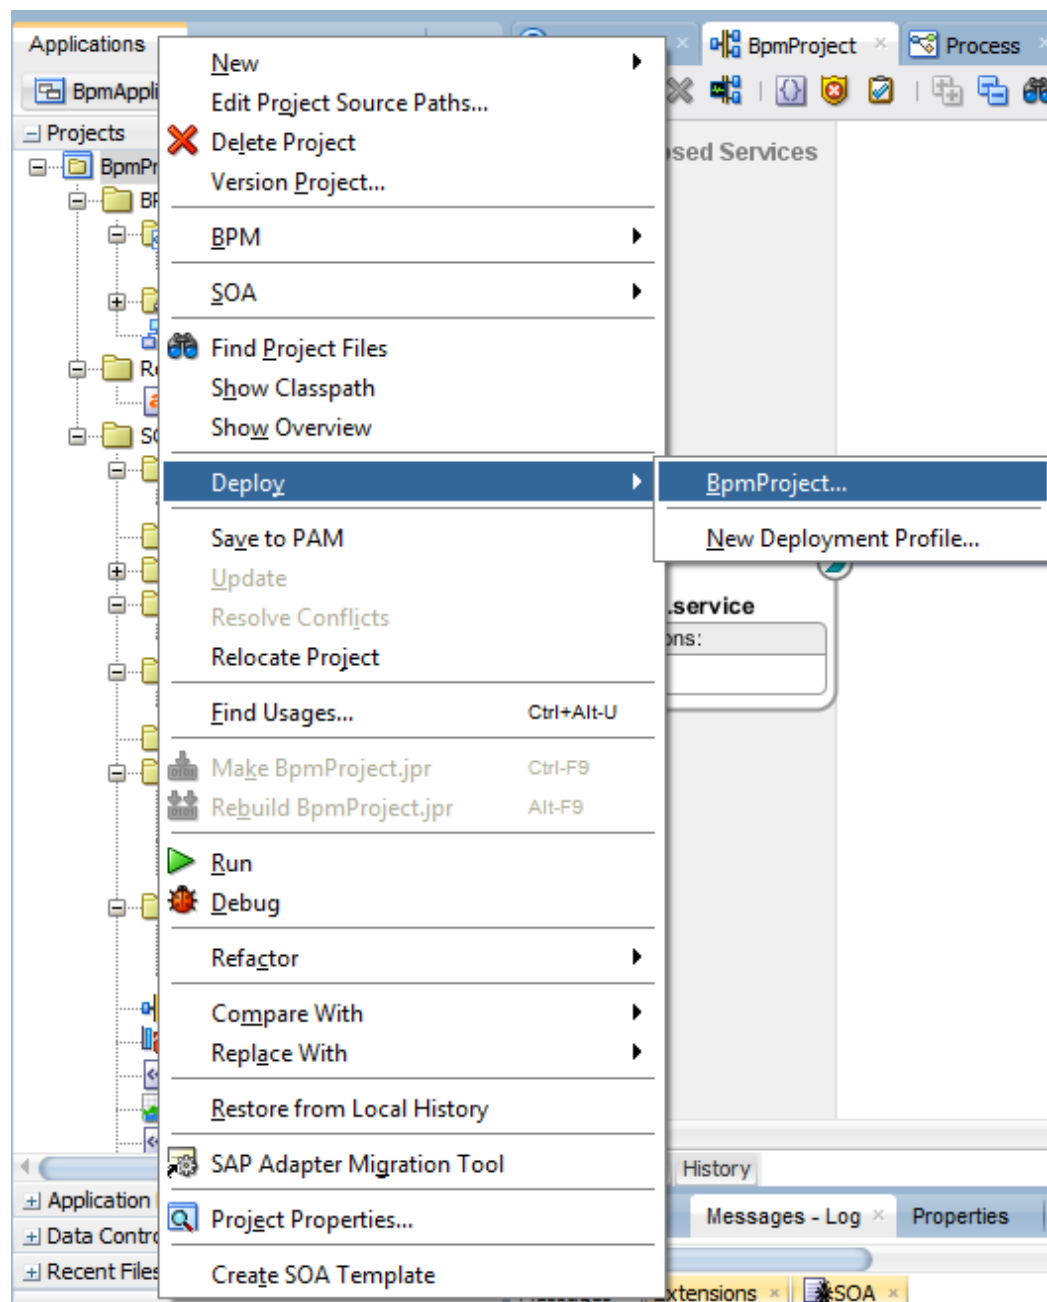 Applications
BpmProject
Process
BpmAppli
Projects
BpmPr
New
Edit Project Source Paths...
Delete Project
Version Project...
BPM
SOA
Find Project Files
Show Classpath
Show Overview
Deploy
BpmProject...
New Deployment Profile...
Save to PAM
Update
Resolve Conflicts
Relocate Project
Find Usages... Ctrl+Alt-U
Make BpmProject.jpr Ctrl-F9
Rebuild BpmProject.jpr Alt-F9
Run
Debug
Refactor
Compare With
Replace With
Restore from Local History
SAP Adapter Migration Tool
Project Properties...
Create SOA Template
osed Services
.service
ons:
History
Application
Data Contro
Recent Files
Messages - Log
Properties
xtensions
SOA